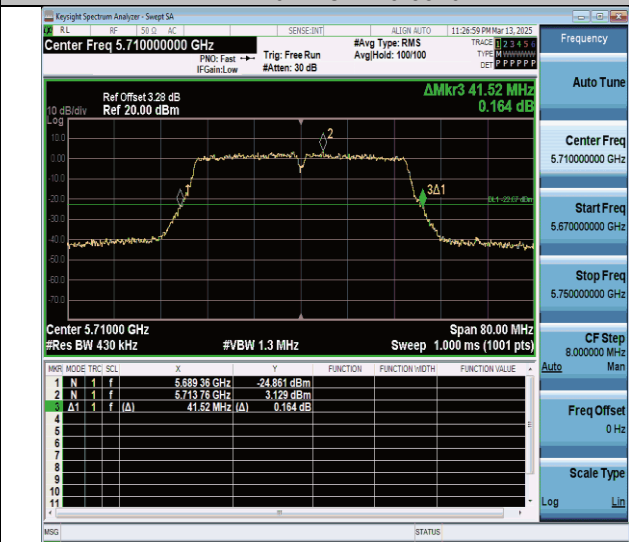 Keysight Spectrum Analyzer - Swept SA
RL RF 50 Ω AC SENSE:INT ALIGN AUTO 11:26:59 PM Mar 13, 2025
Center Freq 5.710000000 GHz
PNO: Fast
IFGain:Low
Trig: Free Run
#Atten: 30 dB
#Avg Type: RMS
Avg|Hold: 100/100
TRACE 1 2 3 4 5 6
TYPE M W W W W W
DET P P P P P P
Frequency
Auto Tune
Center Freq
5.710000000 GHz
Start Freq
5.670000000 GHz
Stop Freq
5.750000000 GHz
CF Step
8.000000 MHz
Auto Man
Freq Offset
0 Hz
Scale Type
Log Lin
ΔMkr3 41.52 MHz
0.164 dB
Ref Offset 3.28 dB
10 dB/div Ref 20.00 dBm
Log
10.0
0.00
-10.0
-20.0
-30.0
-40.0
-50.0
-60.0
-70.0
1
2
3Δ1
Center 5.71000 GHz Span 80.00 MHz
#Res BW 430 kHz #VBW 1.3 MHz Sweep 1.000 ms (1001 pts)
MKR MODE TRC SCL X Y FUNCTION FUNCTION WIDTH FUNCTION VALUE
1 N 1 f 5.689 36 GHz -24.861 dBm
2 N 1 f 5.713 76 GHz 3.129 dBm
3 Δ1 1 f (Δ) 41.52 MHz (Δ) 0.164 dB
4
5
6
7
8
9
10
11
MSG STATUS